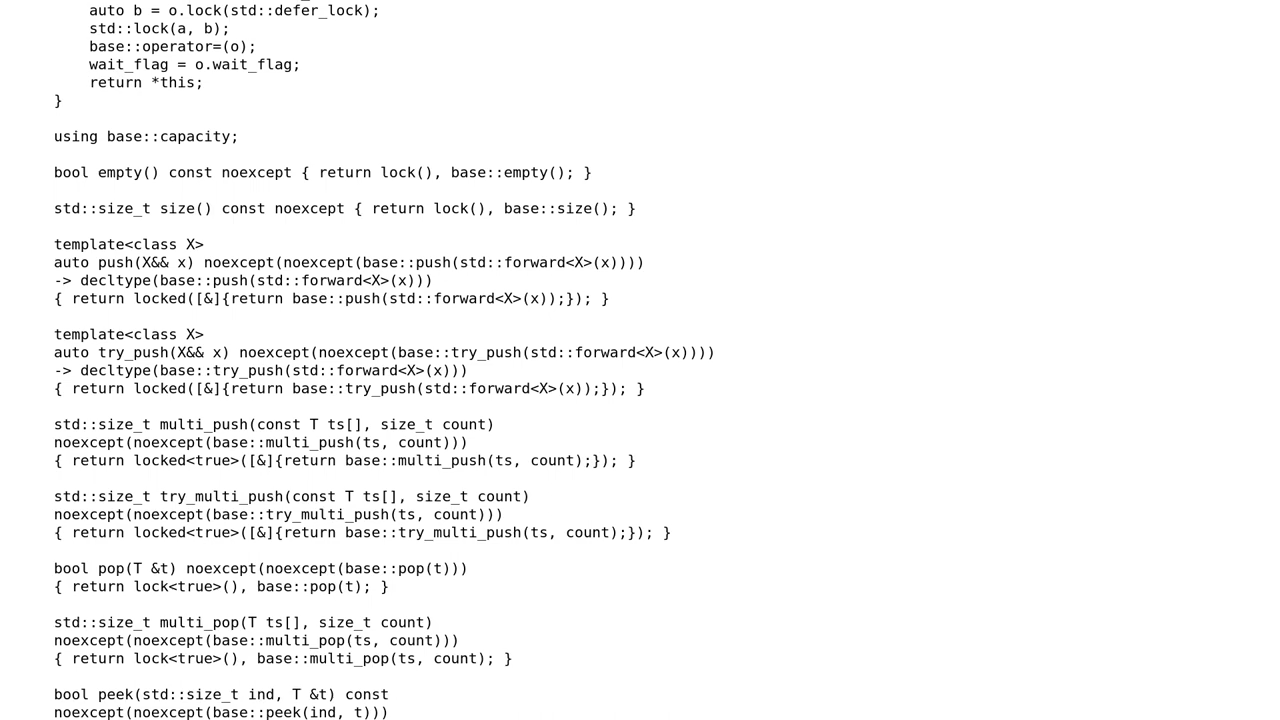 auto b = o.lock(std::defer_lock);
std::lock(a, b);
base::operator=(o);
wait_flag = o.wait_flag;
return *this;
}
using base::capacity;
bool empty() const noexcept { return lock(), base::empty(); }
std::size_t size() const noexcept { return lock(), base::size(); }
template<class X>
auto push(X&& x) noexcept(noexcept(base::push(std::forward<X>(x))))
-> decltype(base::push(std::forward<X>(x)))
{ return locked([&]{return base::push(std::forward<X>(x));}); }
template<class X>
auto try_push(X&& x) noexcept(noexcept(base::try_push(std::forward<X>(x))))
-> decltype(base::try_push(std::forward<X>(x)))
{ return locked([&]{return base::try_push(std::forward<X>(x));}); }
std::size_t multi_push(const T ts[], size_t count)
noexcept(noexcept(base::multi_push(ts, count)))
{ return locked<true>([&]{return base::multi_push(ts, count);}); }
std::size_t try_multi_push(const T ts[], size_t count)
noexcept(noexcept(base::try_multi_push(ts, count)))
{ return locked<true>([&]{return base::try_multi_push(ts, count);}); }
bool pop(T &t) noexcept(noexcept(base::pop(t)))
{ return lock<true>(), base::pop(t); }
std::size_t multi_pop(T ts[], size_t count)
noexcept(noexcept(base::multi_pop(ts, count)))
{ return lock<true>(), base::multi_pop(ts, count); }
bool peek(std::size_t ind, T &t) const
noexcept(noexcept(base::peek(ind, t)))